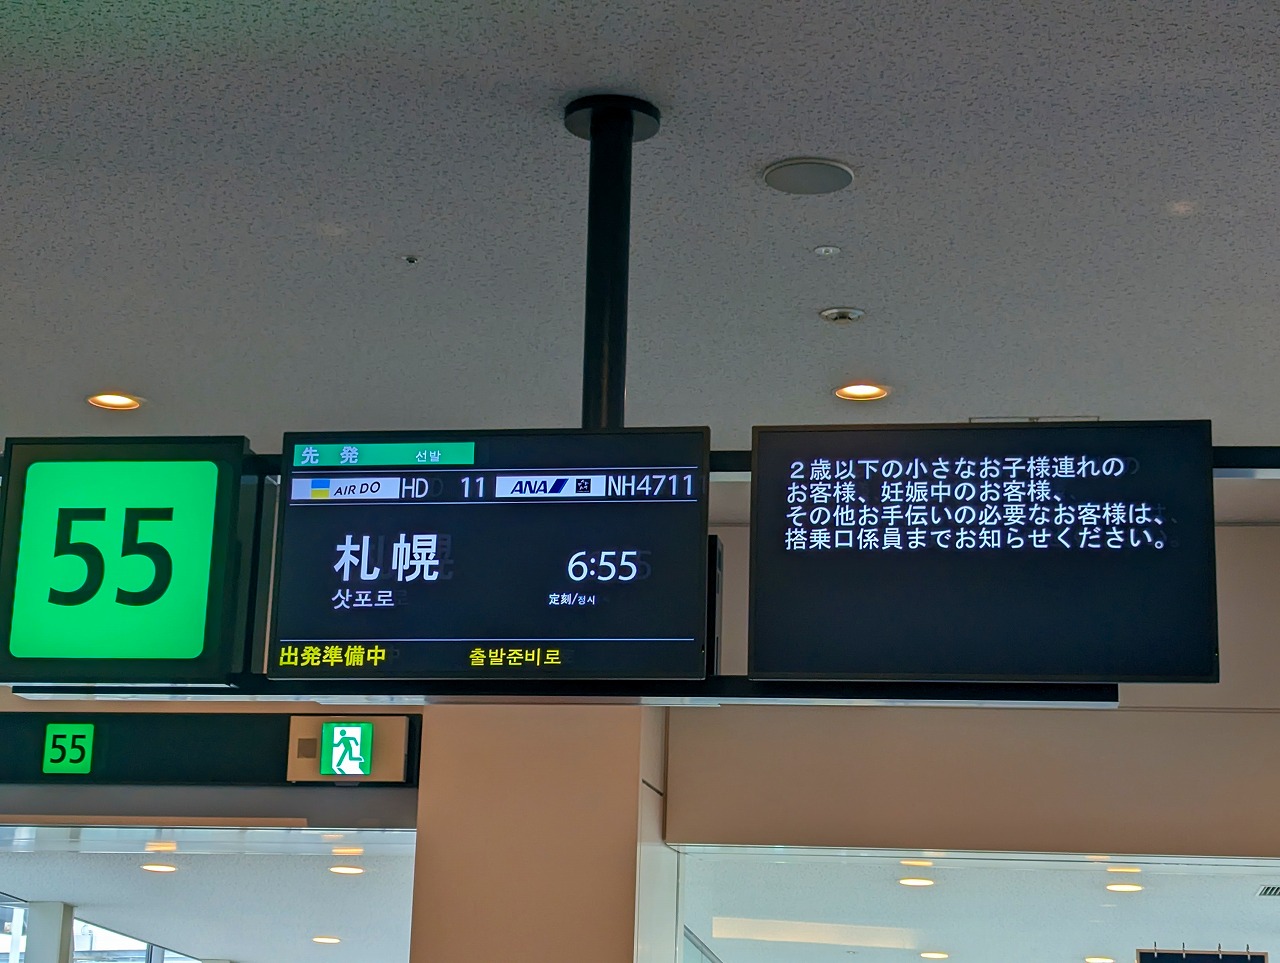 55
先 発 선발
AIR DO HD 11 ANA NH4711
札 幌 6:55
삿포로 定刻/정시
出発準備中 출발준비로
２歳以下の小さなお子様連れの
お客様、妊娠中のお客様、
その他お手伝いの必要なお客様は、
搭乗口係員までお知らせください。
55